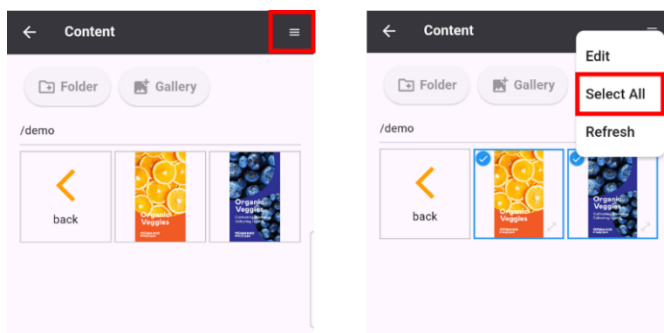 Content
Folder
Gallery
/demo
back
Organic
Veggies
Organic
Veggies
Content
Edit
Select All
Refresh
Folder
Gallery
/demo
back
Organic
Veggies
Organic
Veggies